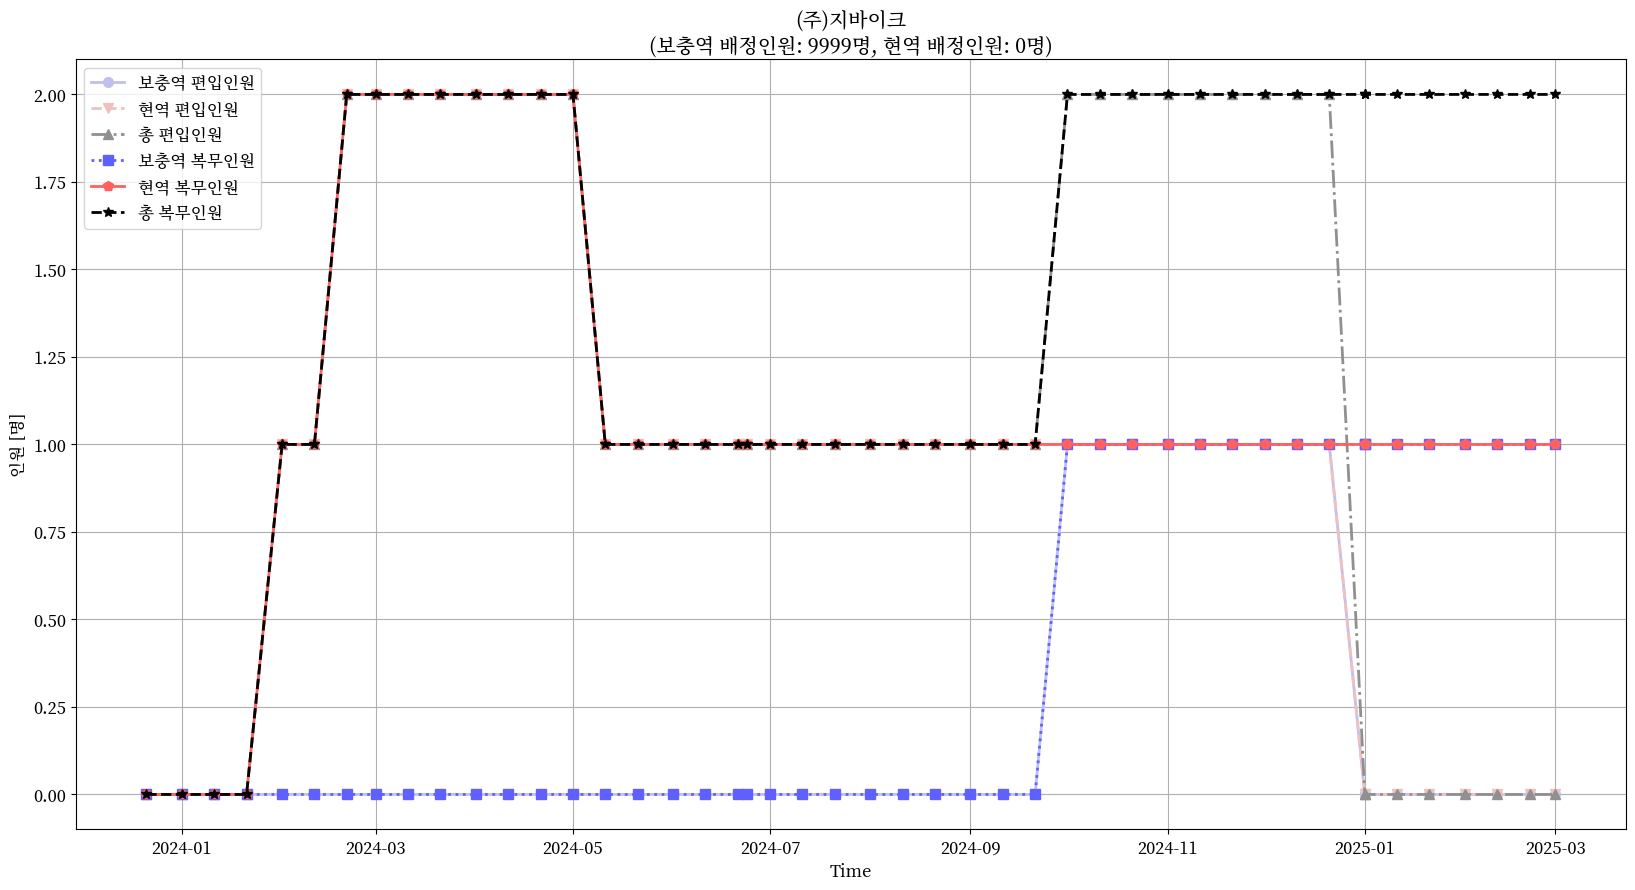 (주)지바이크
(보충역 배정인원: 9999명, 현역 배정인원: 0명)
보충역 편입인원
현역 편입인원
총 편입인원
보충역 복무인원
현역 복무인원
총 복무인원
인원 [명]
2.00
1.75
1.50
1.25
1.00
0.75
0.50
0.25
0.00
2024-01 2024-03 2024-05 2024-07 2024-09 2024-11 2025-01 2025-03
Time